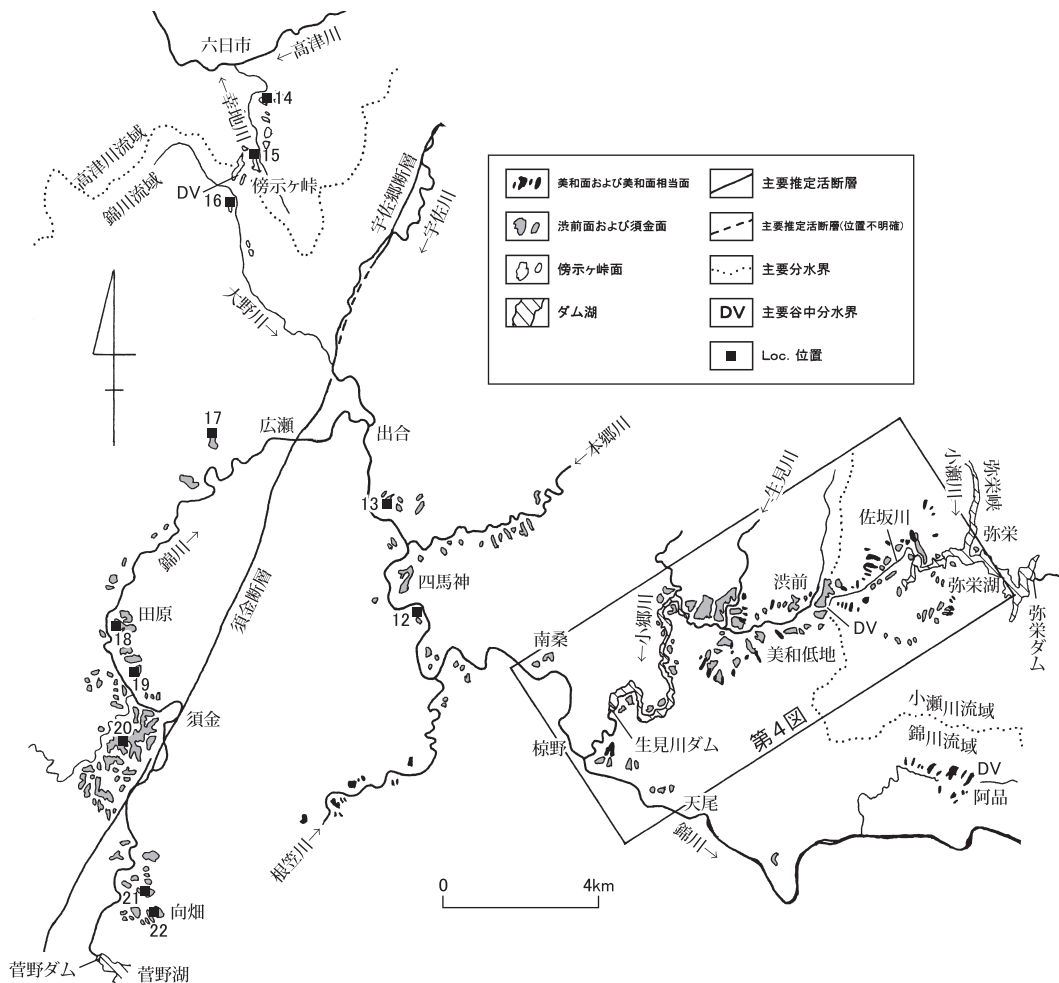 六日市
←高津川
14
←幸地川
15
高津川流域
錦川流域
DV
傍示ヶ峠
16
宇佐郷断層
←宇佐川
大野川→
美和面および美和面相当面
渋前面および須金面
傍示ヶ峠面
ダム湖
主要推定活断層
主要推定活断層(位置不明確)
主要分水界
DV
主要谷中分水界
Loc. 位置
17
広瀬
出合
←本郷川
13
錦川→
四馬神
12
須金断層
田原
18
19
須金
20
21
向畑
22
菅野ダム
菅野湖
根笠川→
南桑
椋野
天尾
錦川→
←小郷川
生見川ダム
←生見川
渋前
佐坂川
小瀬川→
弥栄峡
弥栄
弥栄湖
弥栄ダム
DV
美和低地
第4図
小瀬川流域
錦川流域
DV
阿品
0
4km